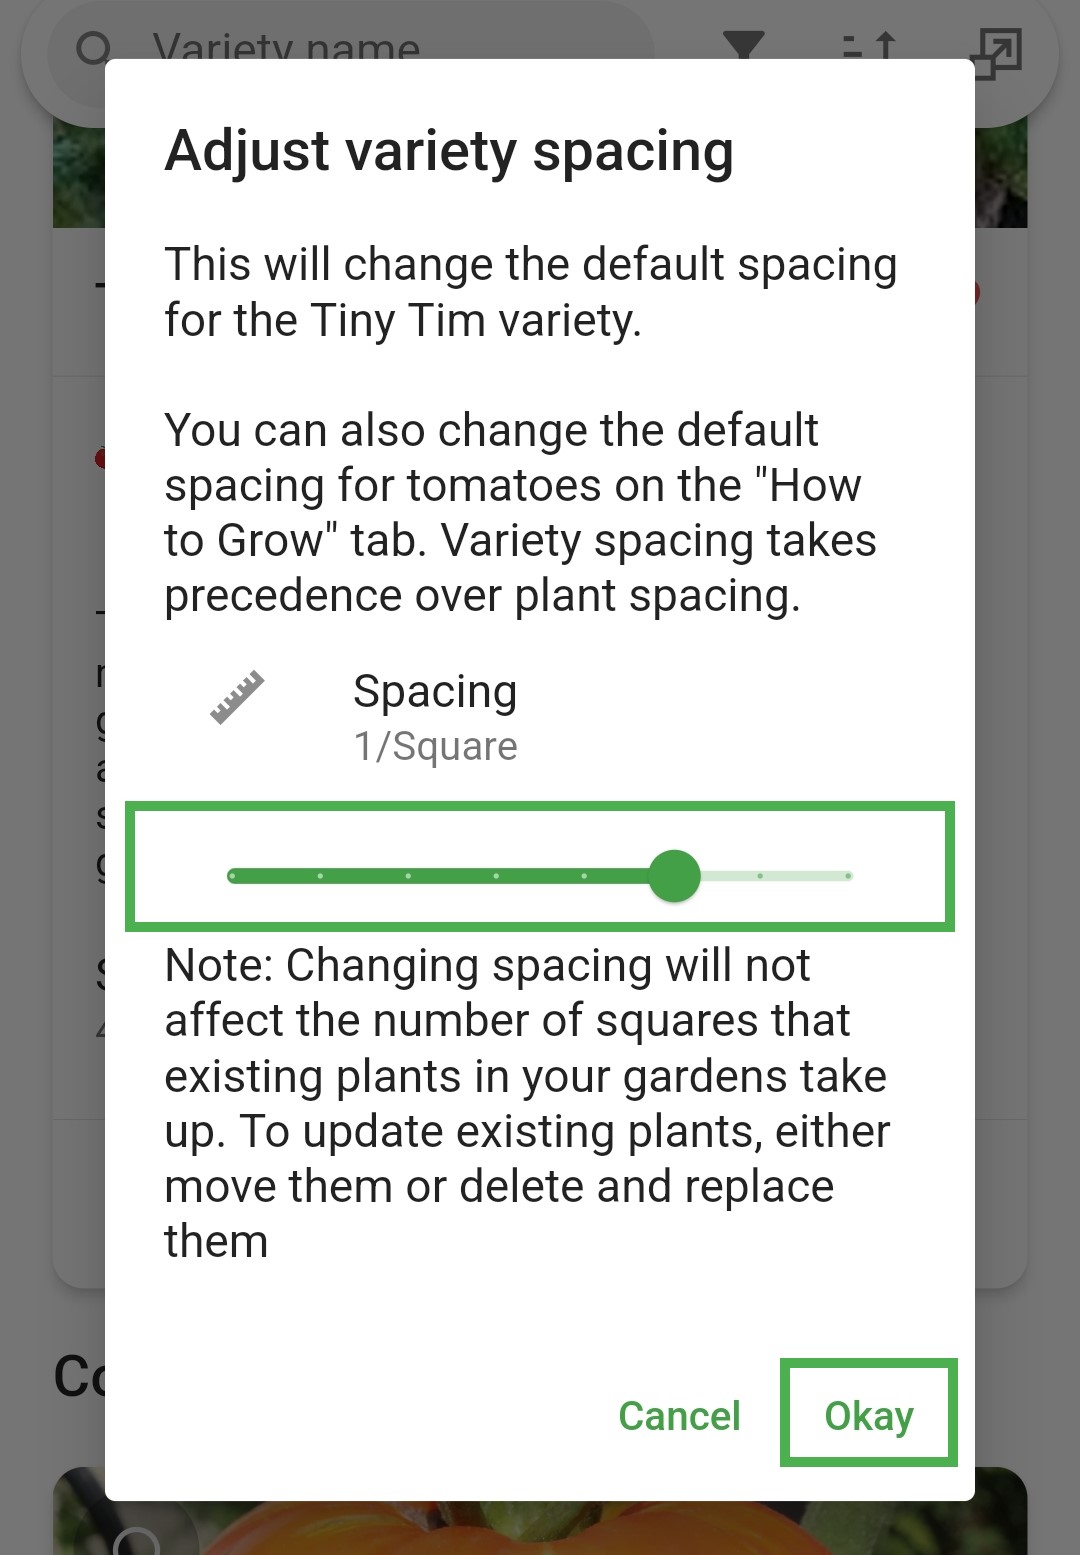 Variety name
Adjust variety spacing
This will change the default spacing
for the Tiny Tim variety.
You can also change the default
spacing for tomatoes on the "How
to Grow" tab. Variety spacing takes
precedence over plant spacing.
Spacing
1/Square
Note: Changing spacing will not
affect the number of squares that
existing plants in your gardens take
up. To update existing plants, either
move them or delete and replace
them
Cancel Okay